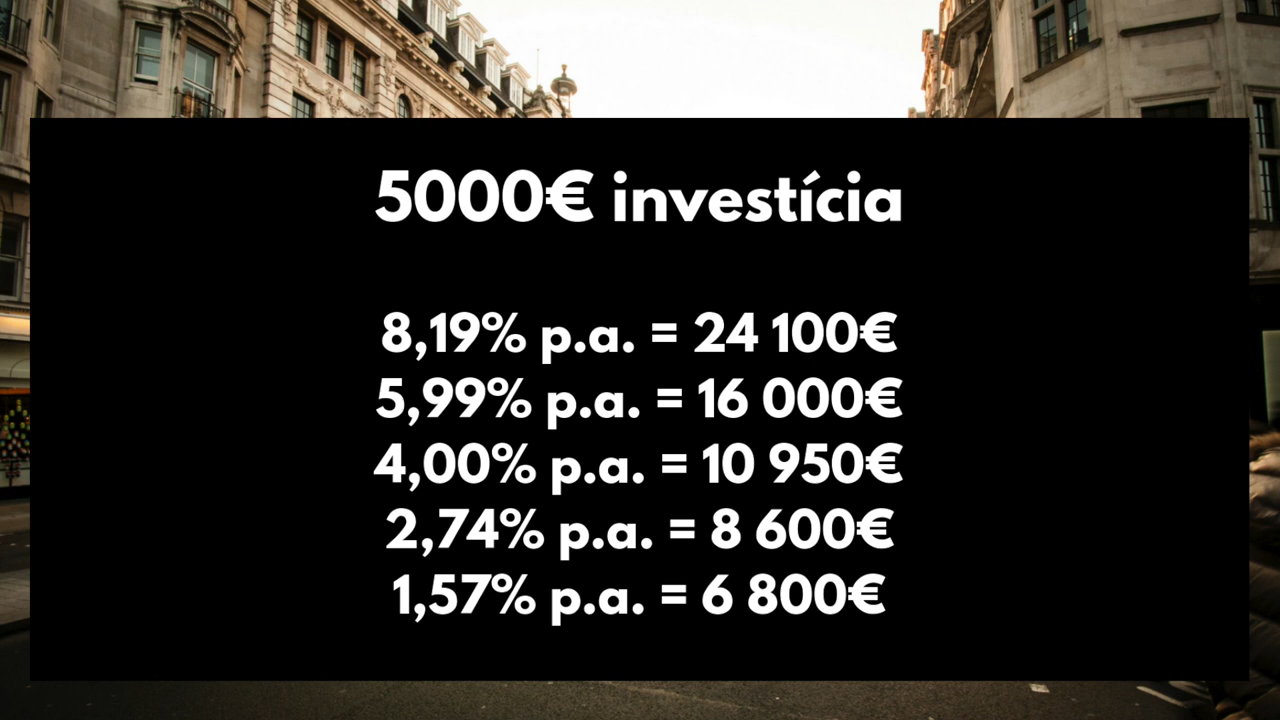 5000€ investícia
8,19% p.a. = 24 100€
5,99% p.a. = 16 000€
4,00% p.a. = 10 950€
2,74% p.a. = 8 600€
1,57% p.a. = 6 800€